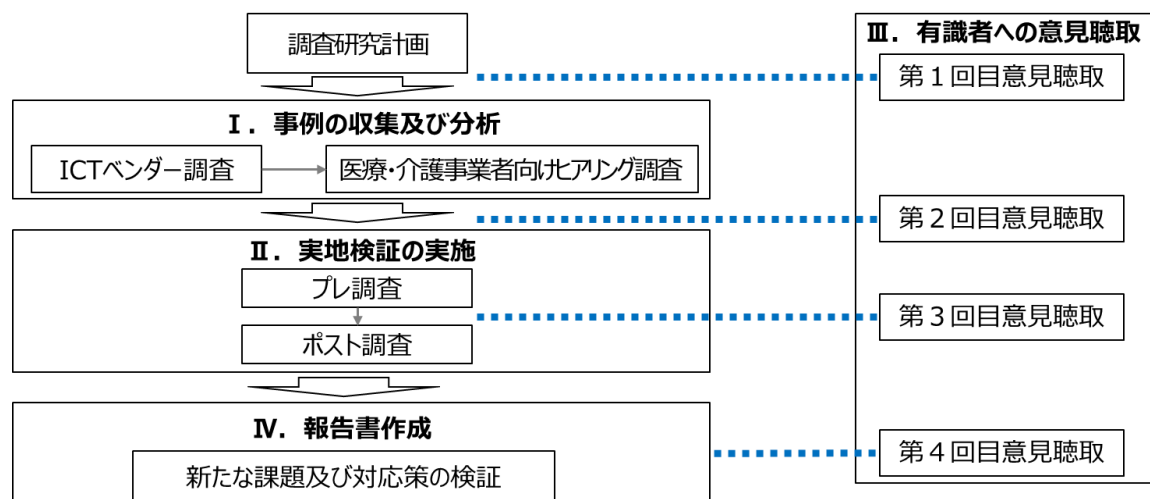 調査研究計画
Ⅰ．事例の収集及び分析
ICTベンダー調査
医療・介護事業者向けヒアリング調査
Ⅱ．実地検証の実施
プレ調査
ポスト調査
Ⅳ．報告書作成
新たな課題及び対応策の検証
Ⅲ．有識者への意見聴取
第１回目意見聴取
第２回目意見聴取
第３回目意見聴取
第４回目意見聴取